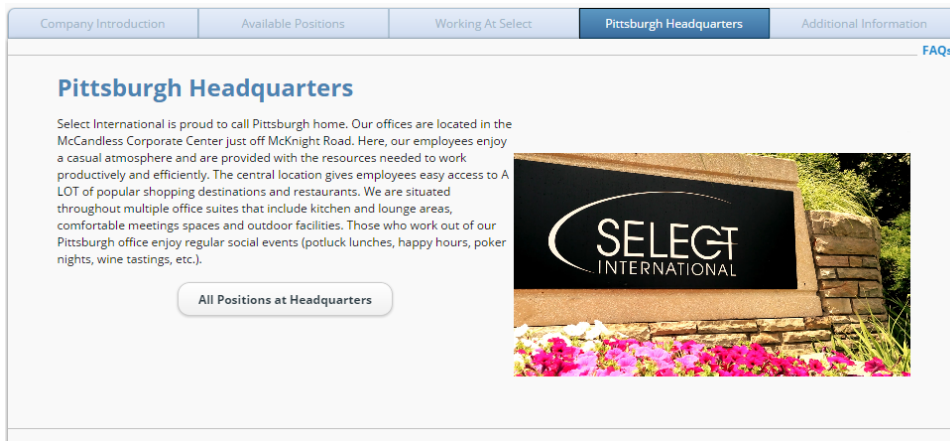 Company Introduction
Available Positions
Working At Select
Pittsburgh Headquarters
Additional Information
FAQs
Pittsburgh Headquarters
Select International is proud to call Pittsburgh home. Our offices are located in the
McCandless Corporate Center just off McKnight Road. Here, our employees enjoy
a casual atmosphere and are provided with the resources needed to work
productively and efficiently. The central location gives employees easy access to A
LOT of popular shopping destinations and restaurants. We are situated
throughout multiple office suites that include kitchen and lounge areas,
comfortable meetings spaces and outdoor facilities. Those who work out of our
Pittsburgh office enjoy regular social events (potluck lunches, happy hours, poker
nights, wine tastings, etc.).
All Positions at Headquarters
SELECT
INTERNATIONAL